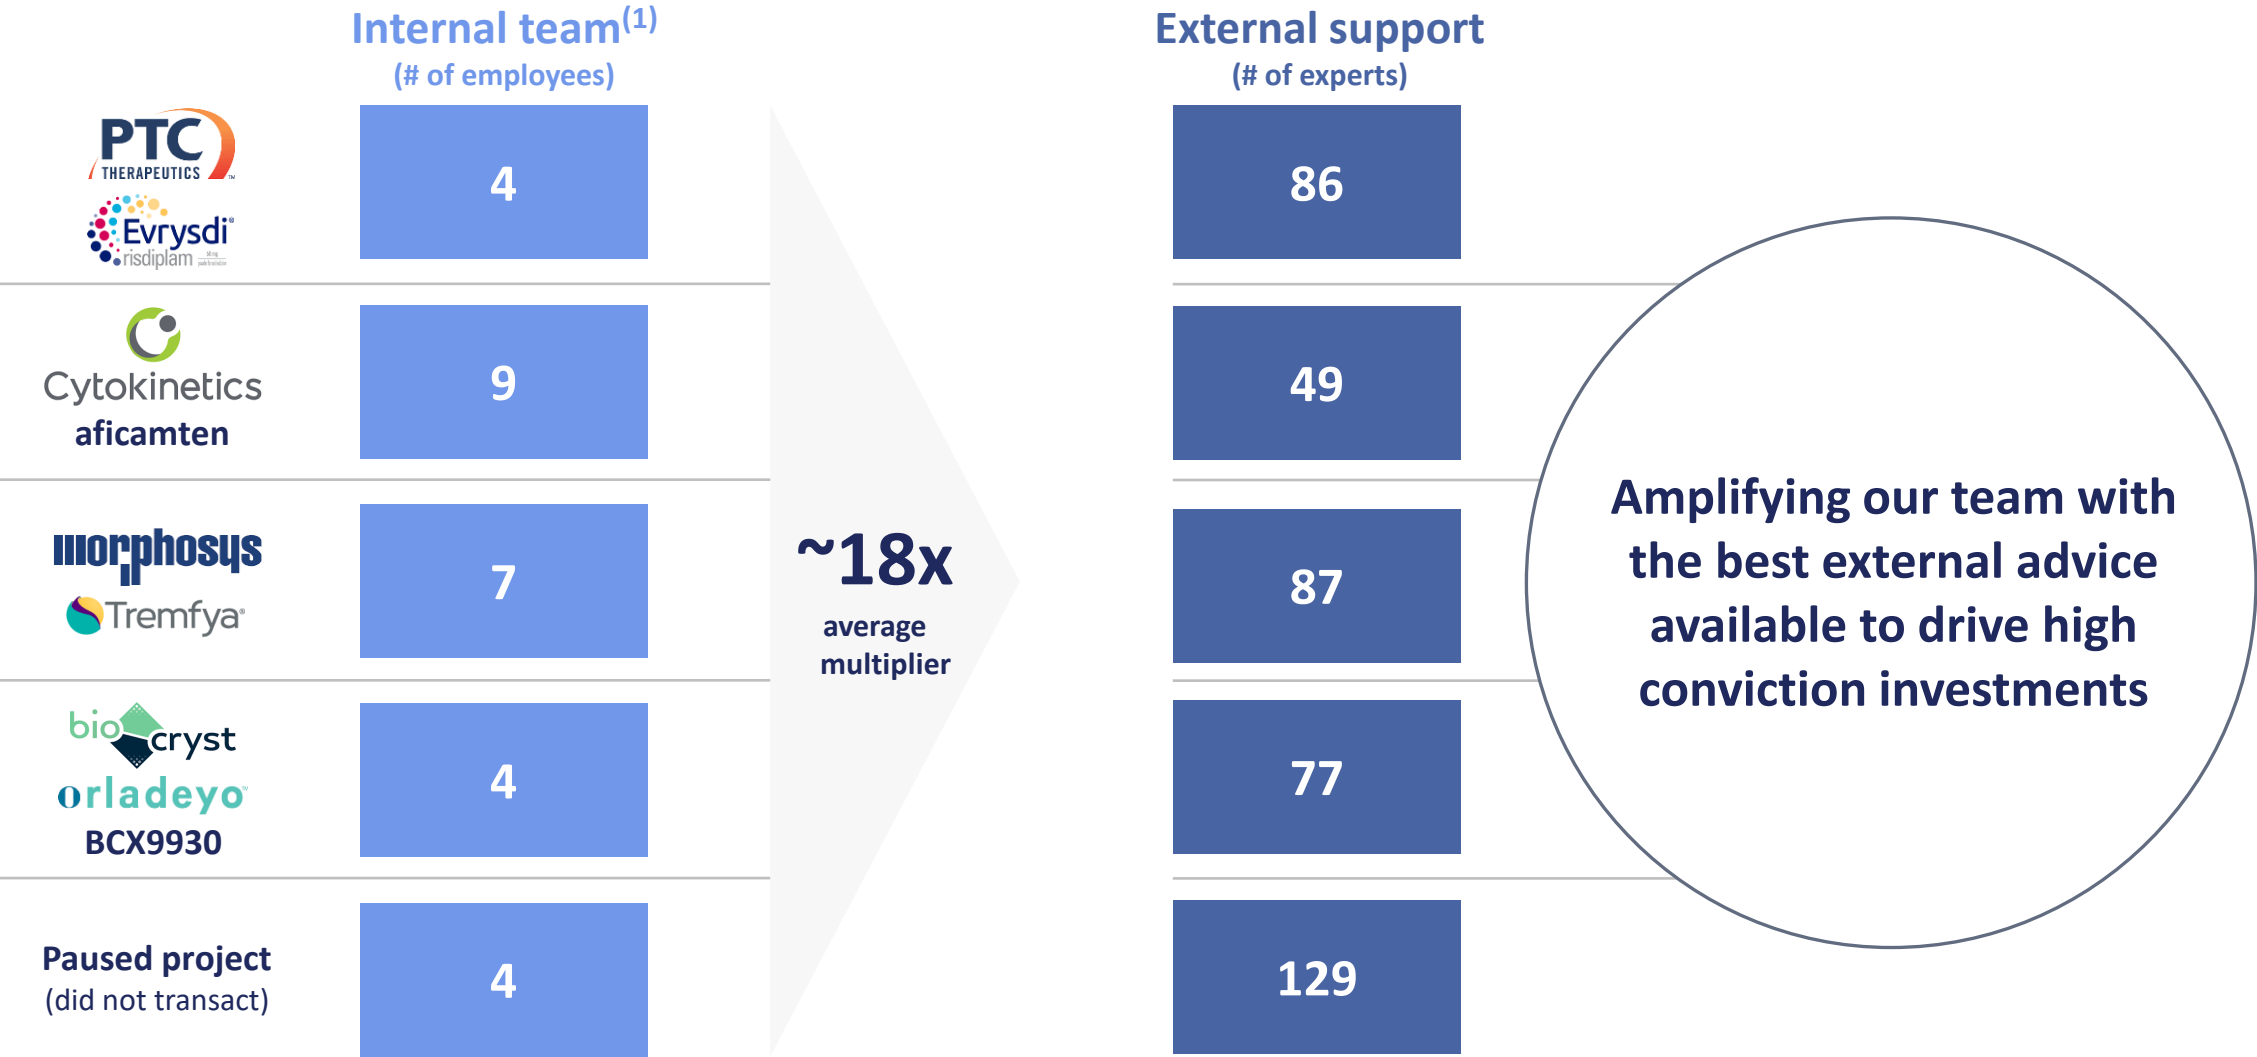 Internal team(1)
(# of employees)
External support
(# of experts)
PTC
THERAPEUTICS
Evrysdi®
risdiplam
4
86
Cytokinetics
aficamten
9
49
morphosys
Tremfya®
7
87
~18x
average
multiplier
Amplifying our team with
the best external advice
available to drive high
conviction investments
biocryst
orladeyo™
BCX9930
4
77
Paused project
(did not transact)
4
129